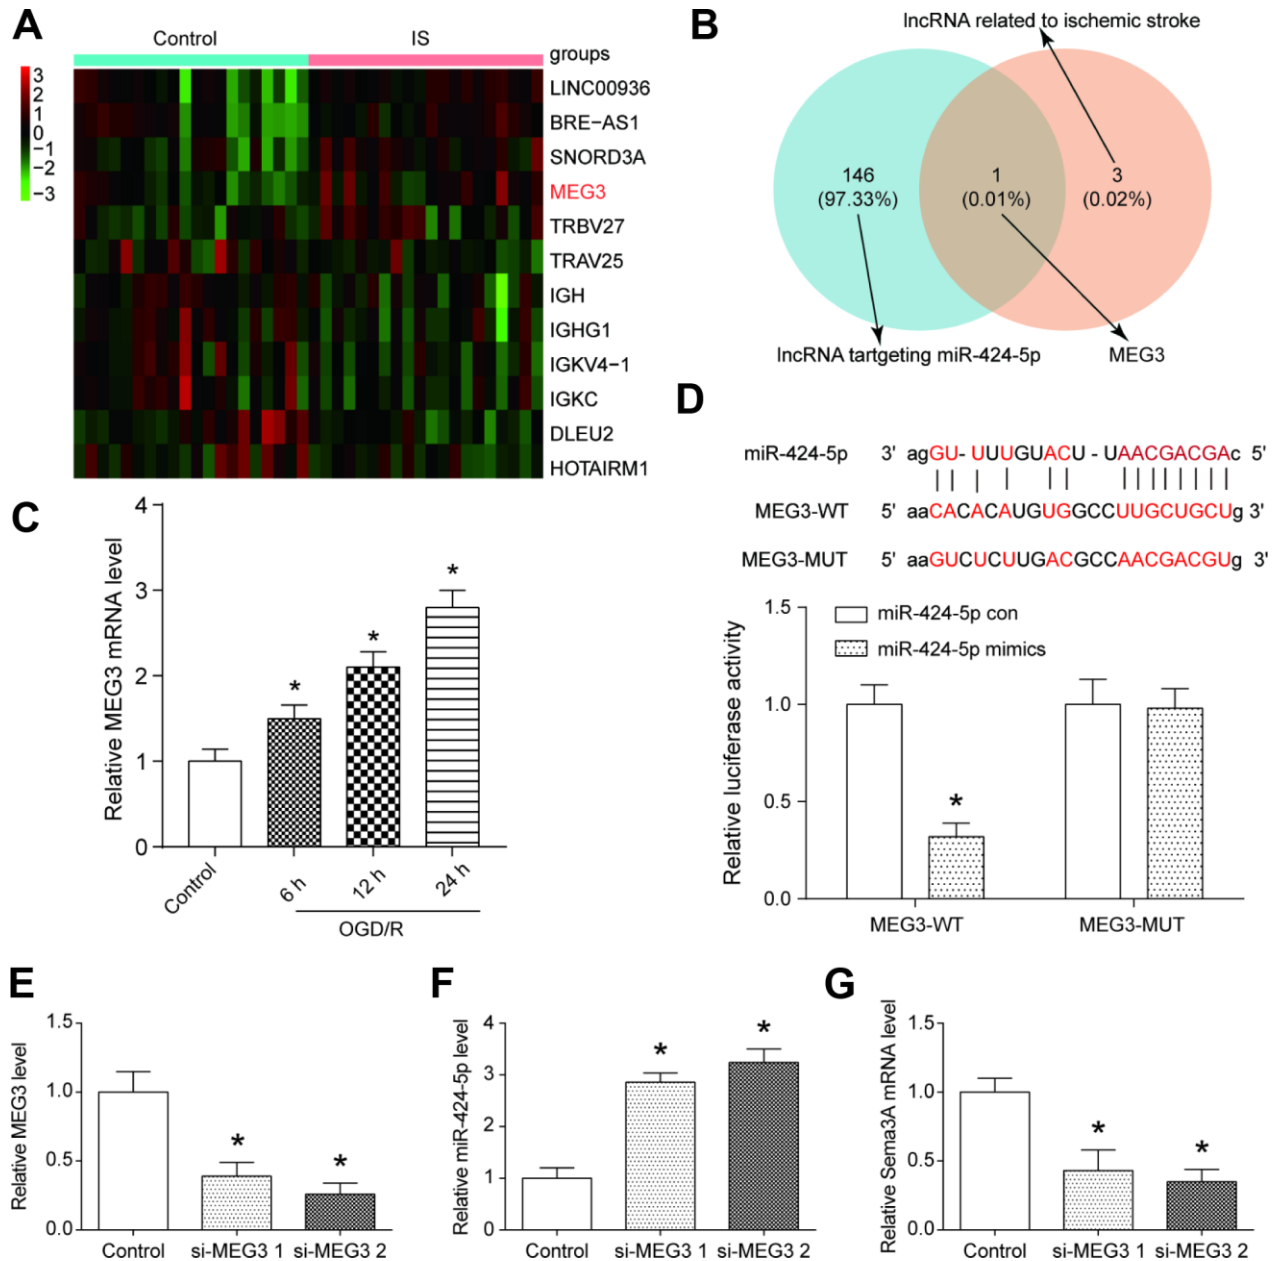 A
Control
IS
groups
3
2
1
0
−1
−2
−3
LINC00936
BRE−AS1
SNORD3A
MEG3
TRBV27
TRAV25
IGH
IGHG1
IGKV4−1
IGKC
DLEU2
HOTAIRM1
B
lncRNA related to ischemic stroke
146
(97.33%)
1
(0.01%)
3
(0.02%)
lncRNA tartgeting miR-424-5p
MEG3
C
Relative MEG3 mRNA level
4
3
2
1
0
*
*
*
Control
6 h
12 h
24 h
OGD/R
D
miR-424-5p 3' agGU- UUUGUACU - UAACGACGAc 5'
MEG3-WT 5' aaCACACAUGUGGCCUUGCUGCUg 3'
MEG3-MUT 5' aaGUCUCUUGACGCCAACGACGUg 3'
Relative luciferase activity
1.5
1.0
0.5
0.0
miR-424-5p con
miR-424-5p mimics
*
MEG3-WT
MEG3-MUT
E
Relative MEG3 level
1.5
1.0
0.5
0.0
*
*
Control
si-MEG3 1
si-MEG3 2
F
Relative miR-424-5p level
4
3
2
1
0
*
*
Control
si-MEG3 1
si-MEG3 2
G
Relative Sema3A mRNA level
1.5
1.0
0.5
0.0
*
*
Control
si-MEG3 1
si-MEG3 2